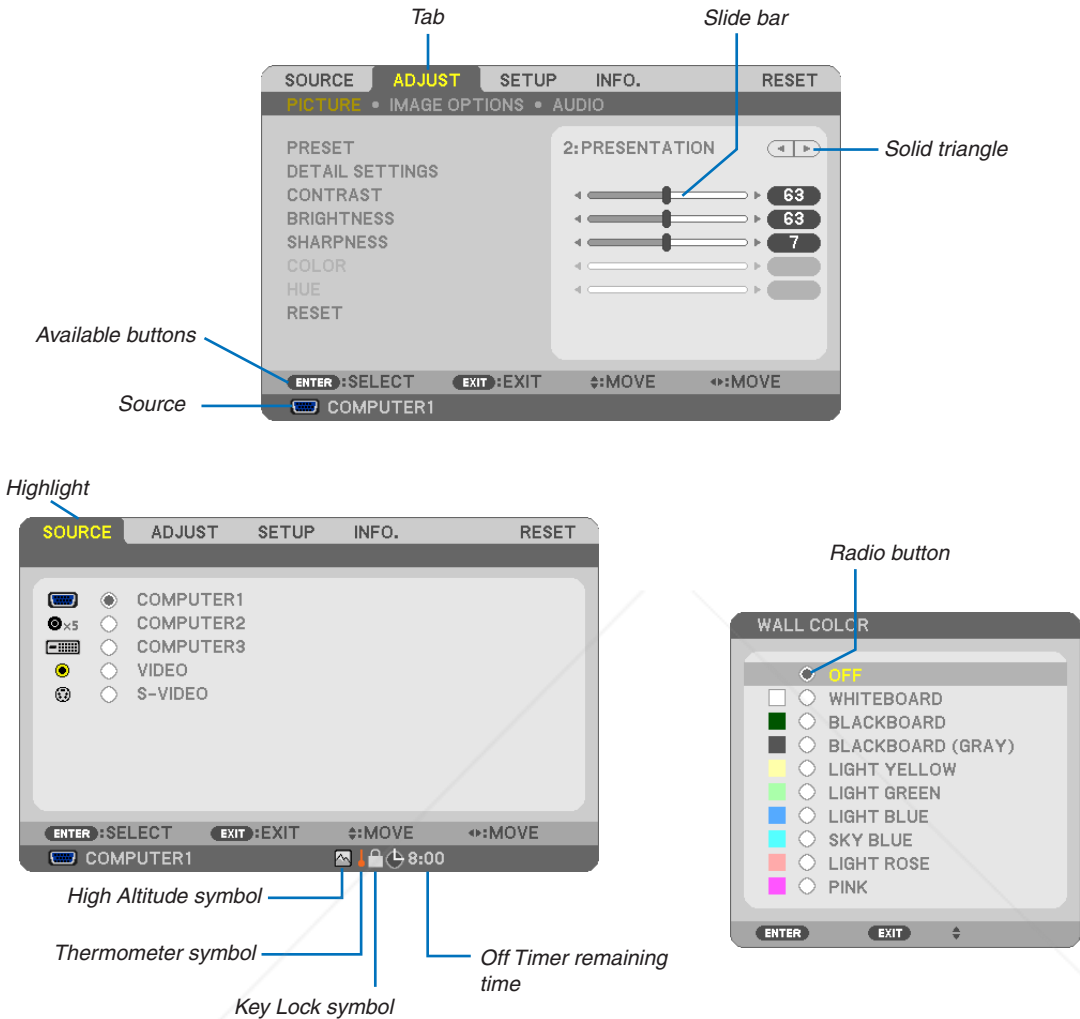 Tab
Slide bar
SOURCE ADJUST SETUP INFO. RESET
PICTURE • IMAGE OPTIONS • AUDIO
PRESET 2:PRESENTATION
Solid triangle
DETAIL SETTINGS
CONTRAST 63
BRIGHTNESS 63
SHARPNESS 7
COLOR
HUE
RESET
Available buttons
ENTER :SELECT EXIT :EXIT :MOVE :MOVE
Source
COMPUTER1
Highlight
SOURCE ADJUST SETUP INFO. RESET
COMPUTER1
×5 COMPUTER2
COMPUTER3
VIDEO
S-VIDEO
ENTER :SELECT EXIT :EXIT :MOVE :MOVE
COMPUTER1 8:00
High Altitude symbol
Thermometer symbol
Key Lock symbol
Off Timer remaining
time
Radio button
WALL COLOR
OFF
WHITEBOARD
BLACKBOARD
BLACKBOARD (GRAY)
LIGHT YELLOW
LIGHT GREEN
LIGHT BLUE
SKY BLUE
LIGHT ROSE
PINK
ENTER EXIT